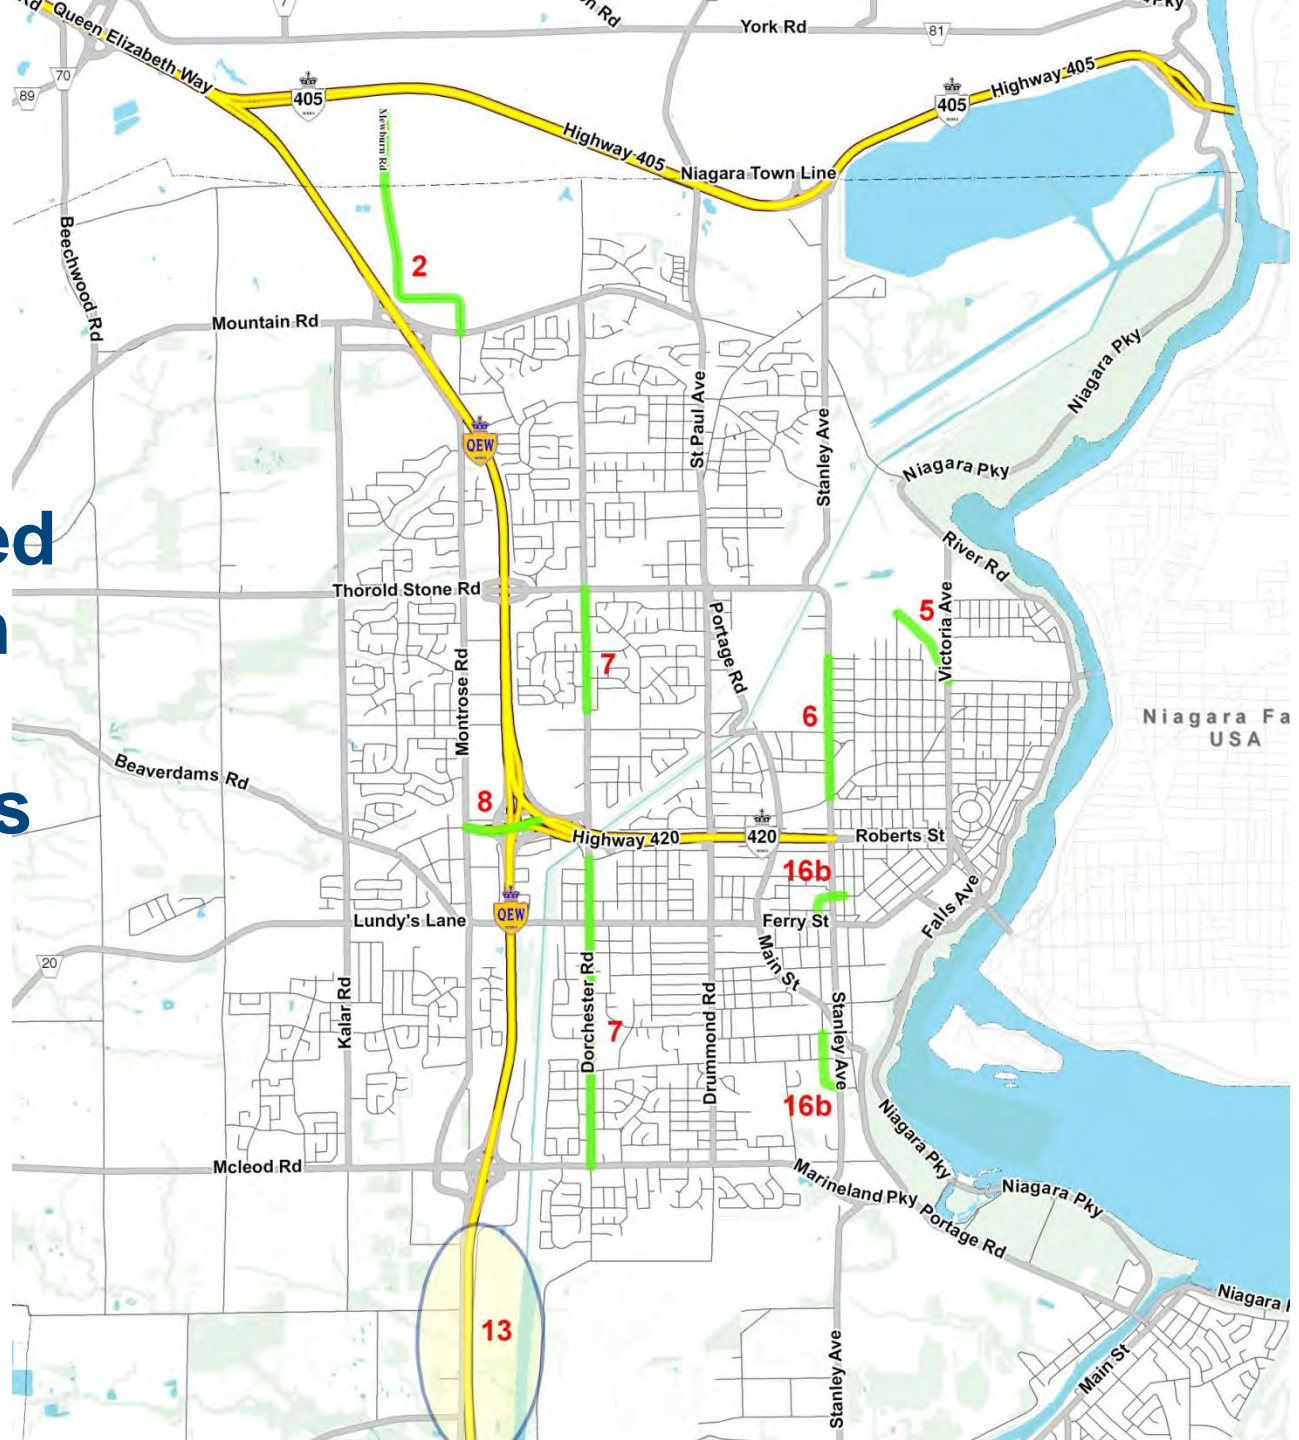 Queen Elizabeth Way
York Rd
81
70
89
405
Highway 405
405
Highway 405
Mewburn Rd
Niagara Town Line
Beechwood Rd
2
Mountain Rd
Niagara Pky
St Paul Ave
Stanley Ave
QEW
Niagara Pky
ed
River Rd
Thorold Stone Rd
Portage Rd
5
Victoria Ave
7
Montrose Rd
6
Niagara Fa
USA
Beaverdams Rd
8
s
Highway 420
420
Roberts St
16b
Falls Ave
QEW
Lundy's Lane
Ferry St
Main St
20
Dorchester Rd
Kalar Rd
Drummond Rd
Stanley Ave
7
16b
Niagara Pky
Mcleod Rd
Marineland Pky
Niagara Pky
Portage Rd
13
Niagara
Stanley Ave
Main St